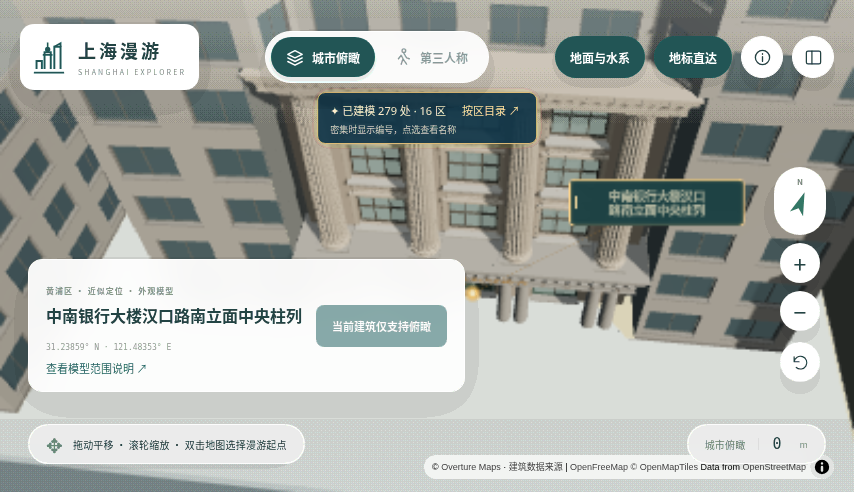 上海漫游
SHANGHAI EXPLORER
城市俯瞰
第三人称
地面与水系
地标直达
✦ 已建模 279 处 · 16 区 按区目录 ↗
密集时显示编号，点选查看名称
中南银行大楼汉口
路南立面中央柱列
N
黄浦区 · 近似定位 · 外观模型
中南银行大楼汉口路南立面中央柱列
当前建筑仅支持俯瞰
31.23859° N · 121.48353° E
查看模型范围说明 ↗
拖动平移 · 滚轮缩放 · 双击地图选择漫游起点
城市俯瞰 0 m
© Overture Maps · 建筑数据来源 | OpenFreeMap © OpenMapTiles Data from OpenStreetMap